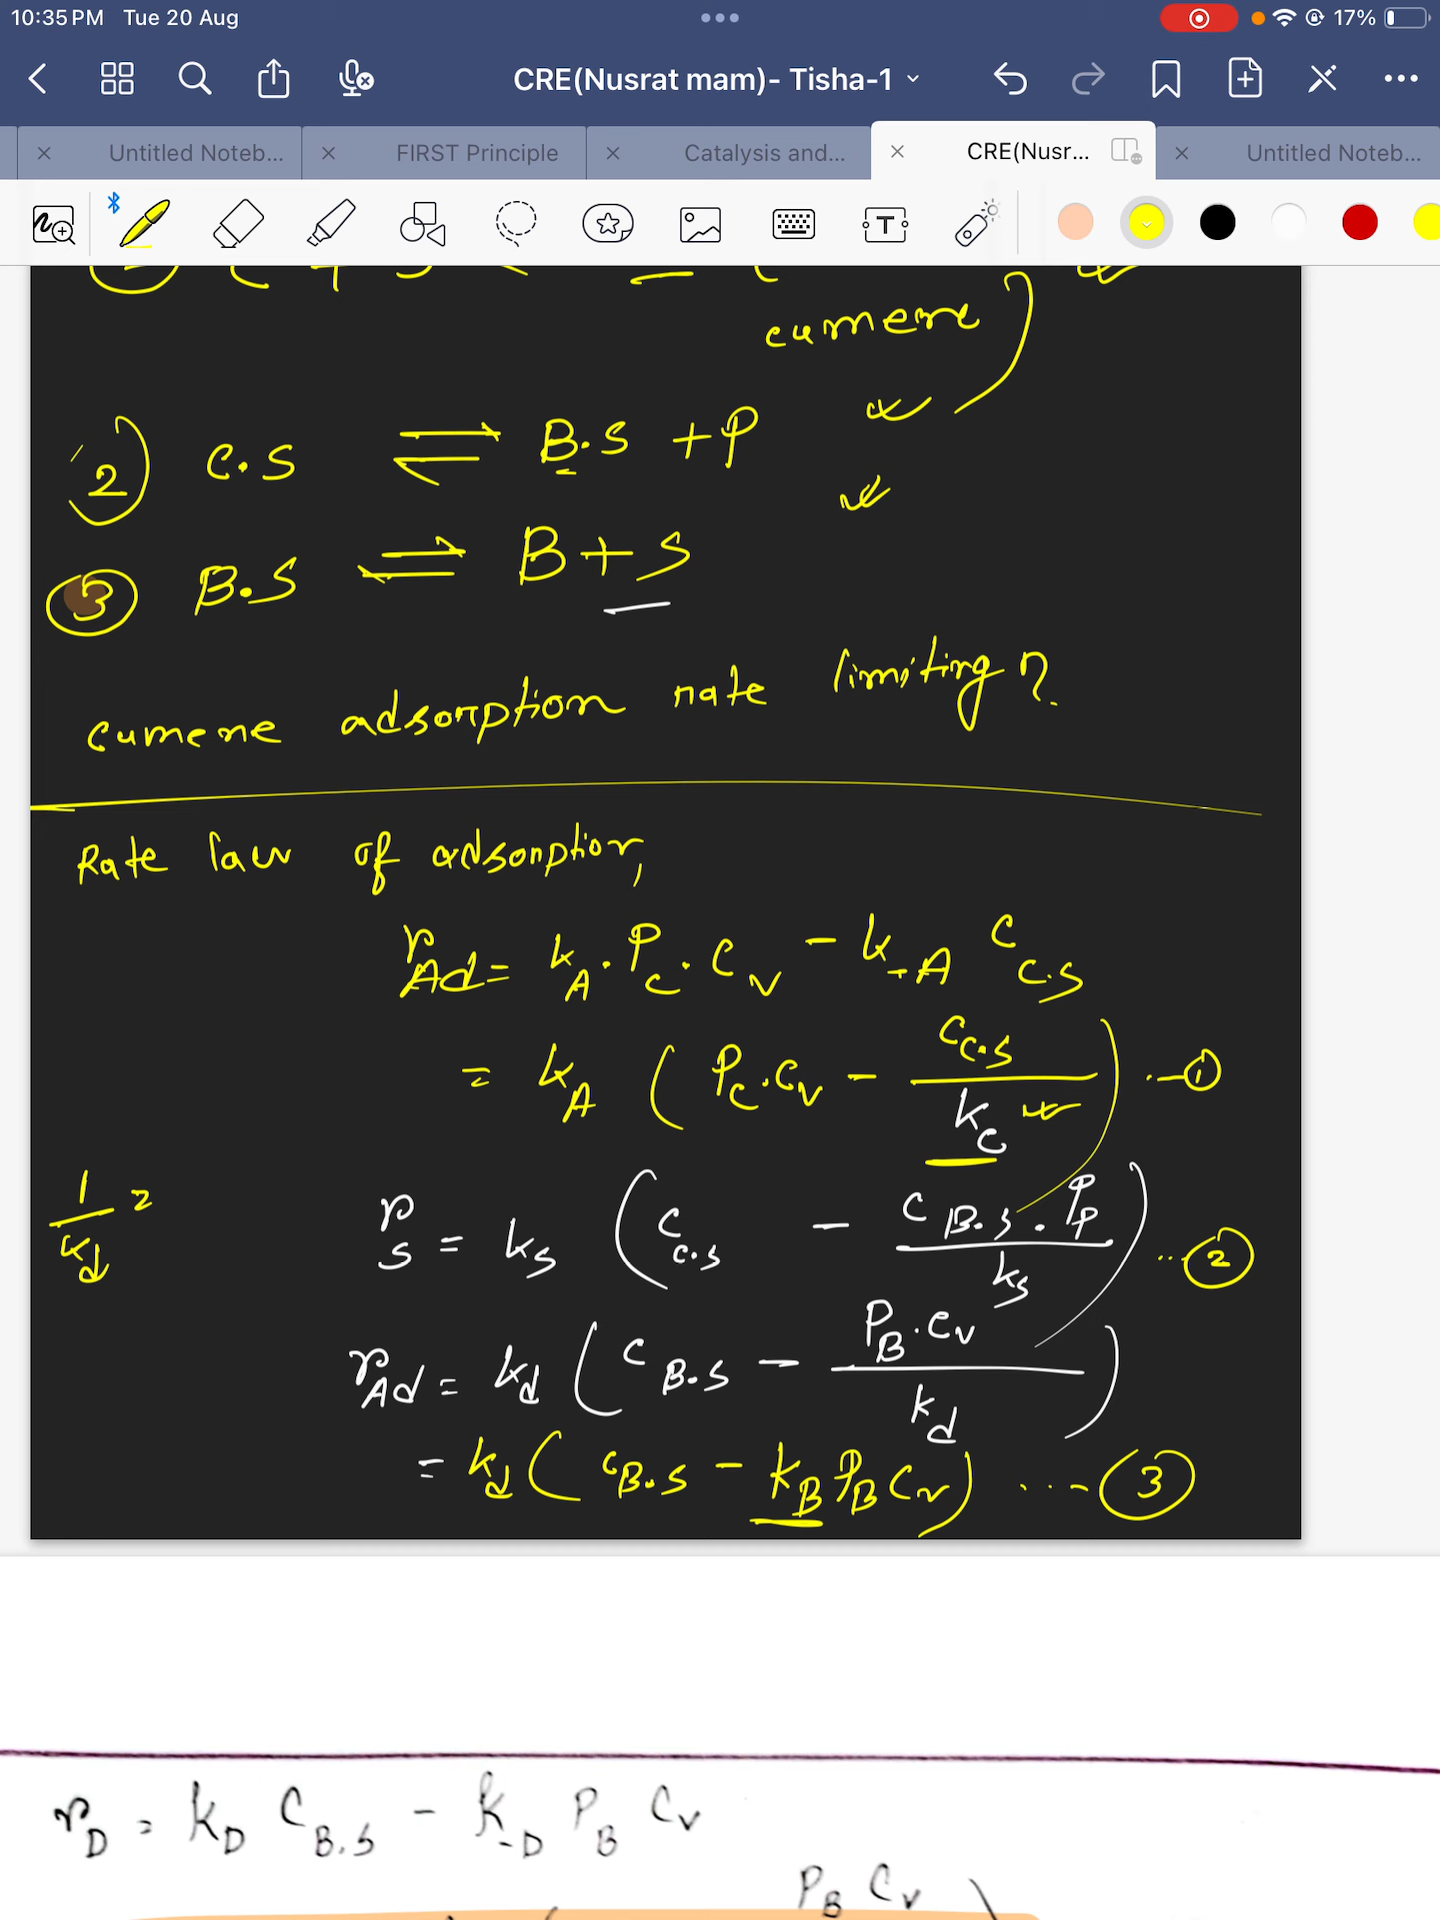 10:35 PM Tue 20 Aug
17%
CRE(Nusrat mam)- Tisha-1
Untitled Noteb... FIRST Principle Catalysis and... CRE(Nusr... Untitled Noteb...
cumene)
2) C.S ⇌ B.S + P
3 B.S ⇌ B + S
cumene adsorption rate limiting?
Rate law of adsorption,
r_Ad = k_A . P_C . C_v - k_-A C_C.S
= k_A ( P_C . C_v - C_C.S / k_C ) ...①
1/k_d =
r_S = k_S ( C_C.S - C_B.S . P_P / k_S ) ...②
r_Ad = k_d ( C_B.S - P_B . C_v / k_d )
= k_d ( C_B.S - k_B P_B C_v ) ....③
r_D = k_D C_B.S - k_-D P_B C_v
P_B C_v )